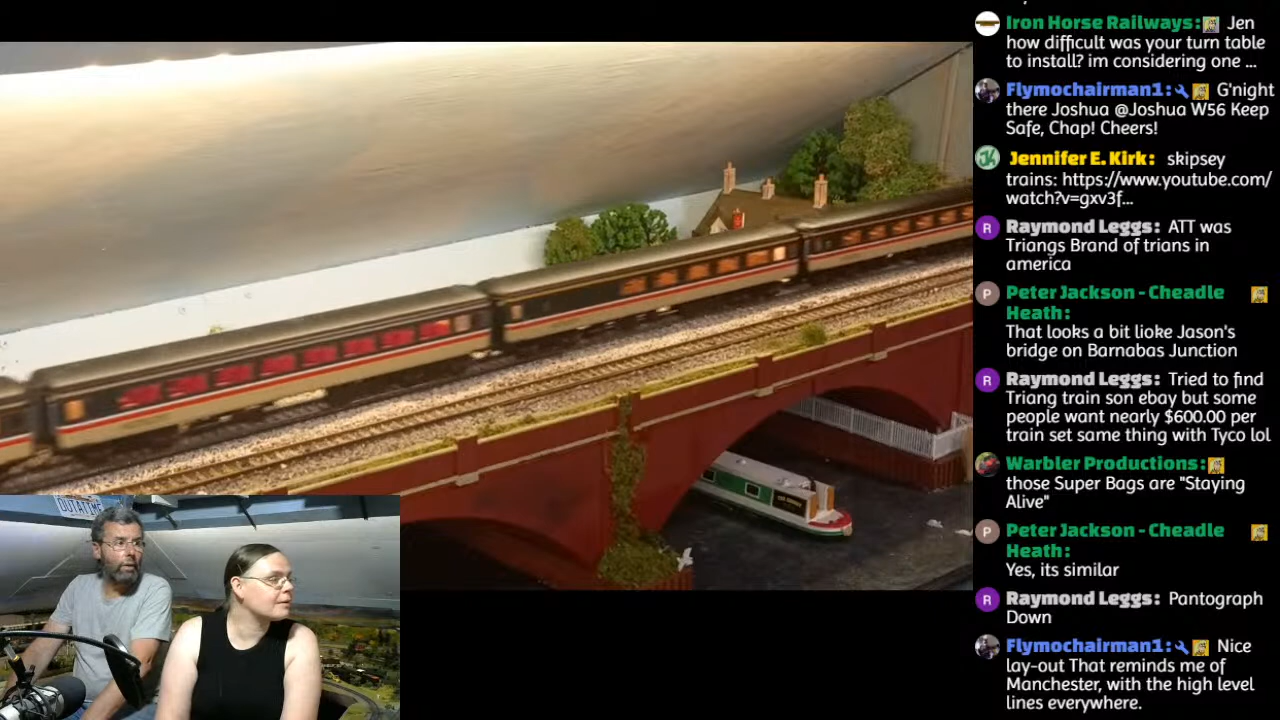 Iron Horse Railways: Jen
how difficult was your turn table
to install? im considering one ...
Flymochairman1: G'night
there Joshua @Joshua W56 Keep
Safe, Chap! Cheers!
Jennifer E. Kirk: skipsey
trains: https://www.youtube.com/
watch?v=gxv3f...
Raymond Leggs: ATT was
Triangs Brand of trians in
america
Peter Jackson - Cheadle
Heath:
That looks a bit lioke Jason's
bridge on Barnabas Junction
Raymond Leggs: Tried to find
Triang train son ebay but some
people want nearly $600.00 per
train set same thing with Tyco lol
Warbler Productions:
those Super Bags are "Staying
Alive"
Peter Jackson - Cheadle
Heath:
Yes, its similar
Raymond Leggs: Pantograph
Down
Flymochairman1: Nice
lay-out That reminds me of
Manchester, with the high level
lines everywhere.
OUTATIME